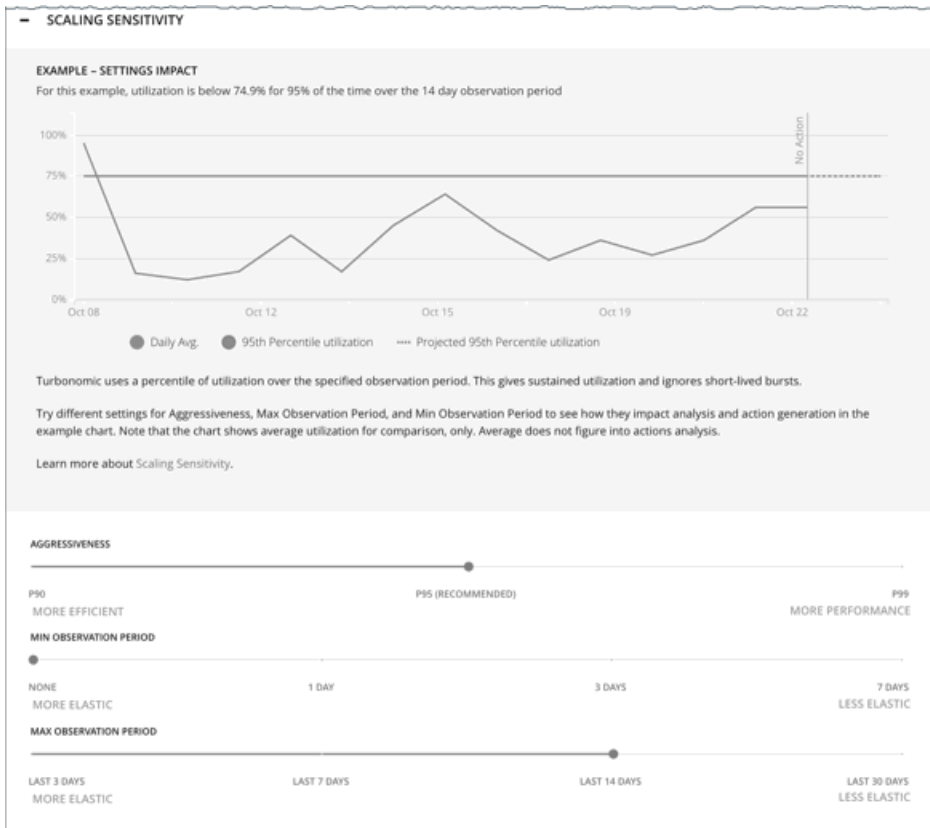 SCALING SENSITIVITY
EXAMPLE – SETTINGS IMPACT
For this example, utilization is below 74.9% for 95% of the time over the 14 day observation period
No Action
100%
75%
50%
25%
0%
Oct 08 Oct 12 Oct 15 Oct 19 Oct 22
Daily Avg. 95th Percentile utilization Projected 95th Percentile utilization
Turbonomic uses a percentile of utilization over the specified observation period. This gives sustained utilization and ignores short-lived bursts.
Try different settings for Aggressiveness, Max Observation Period, and Min Observation Period to see how they impact analysis and action generation in the
example chart. Note that the chart shows average utilization for comparison, only. Average does not figure into actions analysis.
Learn more about Scaling Sensitivity.
AGGRESSIVENESS
P90 P95 (RECOMMENDED) P99
MORE EFFICIENT MORE PERFORMANCE
MIN OBSERVATION PERIOD
NONE 1 DAY 3 DAYS 7 DAYS
MORE ELASTIC LESS ELASTIC
MAX OBSERVATION PERIOD
LAST 3 DAYS LAST 7 DAYS LAST 14 DAYS LAST 30 DAYS
MORE ELASTIC LESS ELASTIC